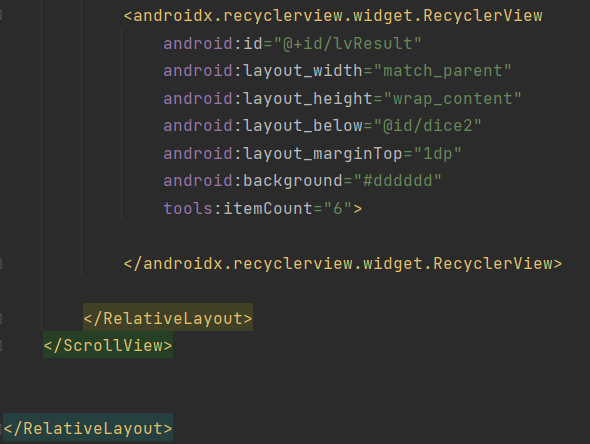 <androidx.recyclerview.widget.RecyclerView
android:id="@+id/lvResult"
android:layout_width="match_parent"
android:layout_height="wrap_content"
android:layout_below="@id/dice2"
android:layout_marginTop="1dp"
android:background="#dddddd"
tools:itemCount="6">
</androidx.recyclerview.widget.RecyclerView>
</RelativeLayout>
</ScrollView>
</RelativeLayout>